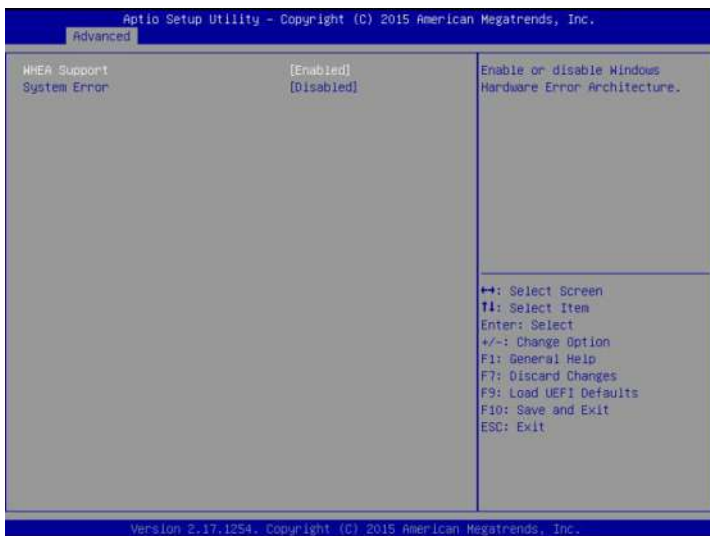 Aptio Setup Utility – Copyright (C) 2015 American Megatrends, Inc.
Advanced
WHEA Support [Enabled]
System Error [Disabled]
Enable or disable Windows
Hardware Error Architecture.
↔: Select Screen
↑↓: Select Item
Enter: Select
+/-: Change Option
F1: General Help
F7: Discard Changes
F9: Load UEFI Defaults
F10: Save and Exit
ESC: Exit
Version 2.17.1254. Copyright (C) 2015 American Megatrends, Inc.